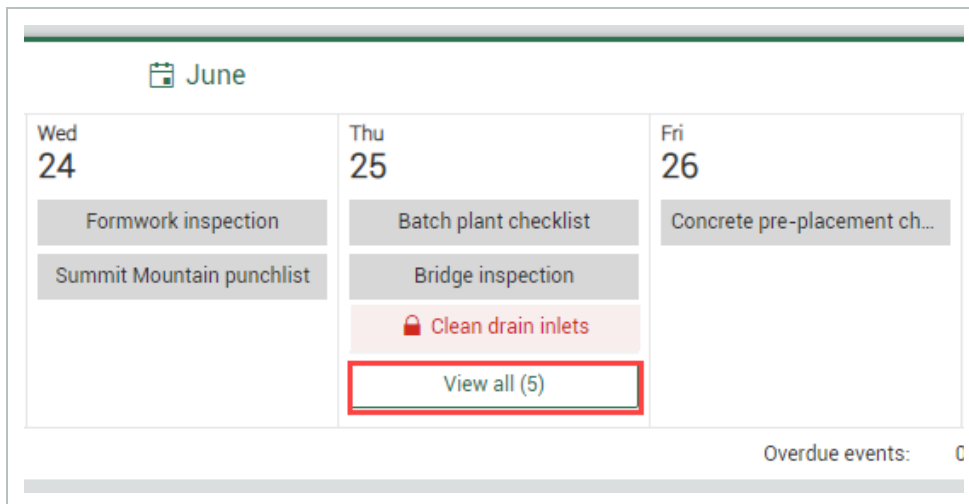 June
Wed
24
Formwork inspection
Summit Mountain punchlist
Thu
25
Batch plant checklist
Bridge inspection
Clean drain inlets
View all (5)
Fri
26
Concrete pre-placement ch...
Overdue events: 0